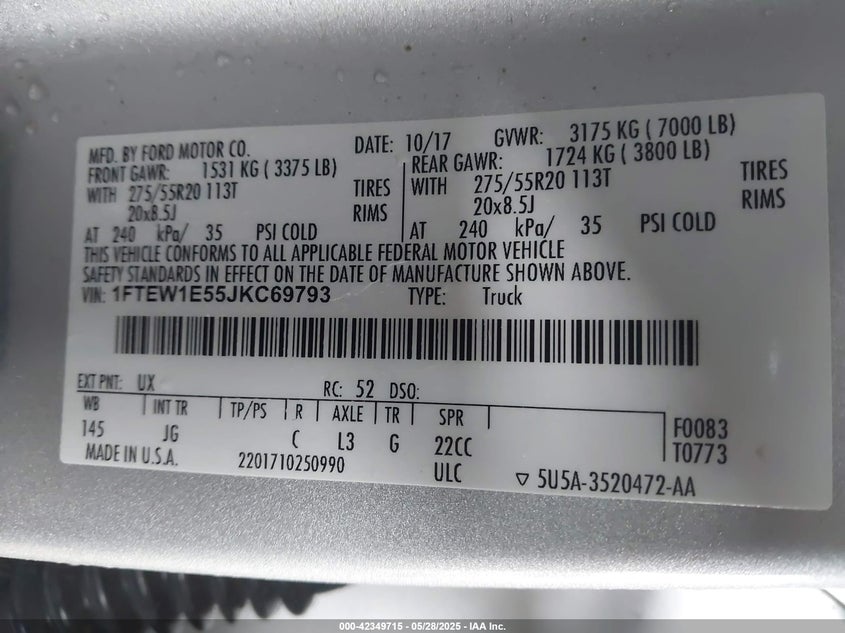 MFD. BY FORD MOTOR CO. DATE: 10/17 GVWR: 3175 KG ( 7000 LB)
FRONT GAWR: 1531 KG ( 3375 LB) REAR GAWR: 1724 KG ( 3800 LB)
WITH 275/55R20 113T TIRES WITH 275/55R20 113T TIRES
20x8.5J RIMS 20x8.5J RIMS
AT 240 kPa/ 35 PSI COLD AT 240 kPa/ 35 PSI COLD
THIS VEHICLE CONFORMS TO ALL APPLICABLE FEDERAL MOTOR VEHICLE
SAFETY STANDARDS IN EFFECT ON THE DATE OF MANUFACTURE SHOWN ABOVE.
VIN: 1FTEW1E55JKC69793 TYPE: Truck
EXT PNT: UX RC: 52 DSO:
WB INT TR TP/PS R AXLE TR SPR F0083
145 JG C L3 G 22CC T0773
MADE IN U.S.A. 2201710250990 ULC ▽ 5U5A-3520472-AA
000-42349715 - 05/28/2025 - IAA Inc.